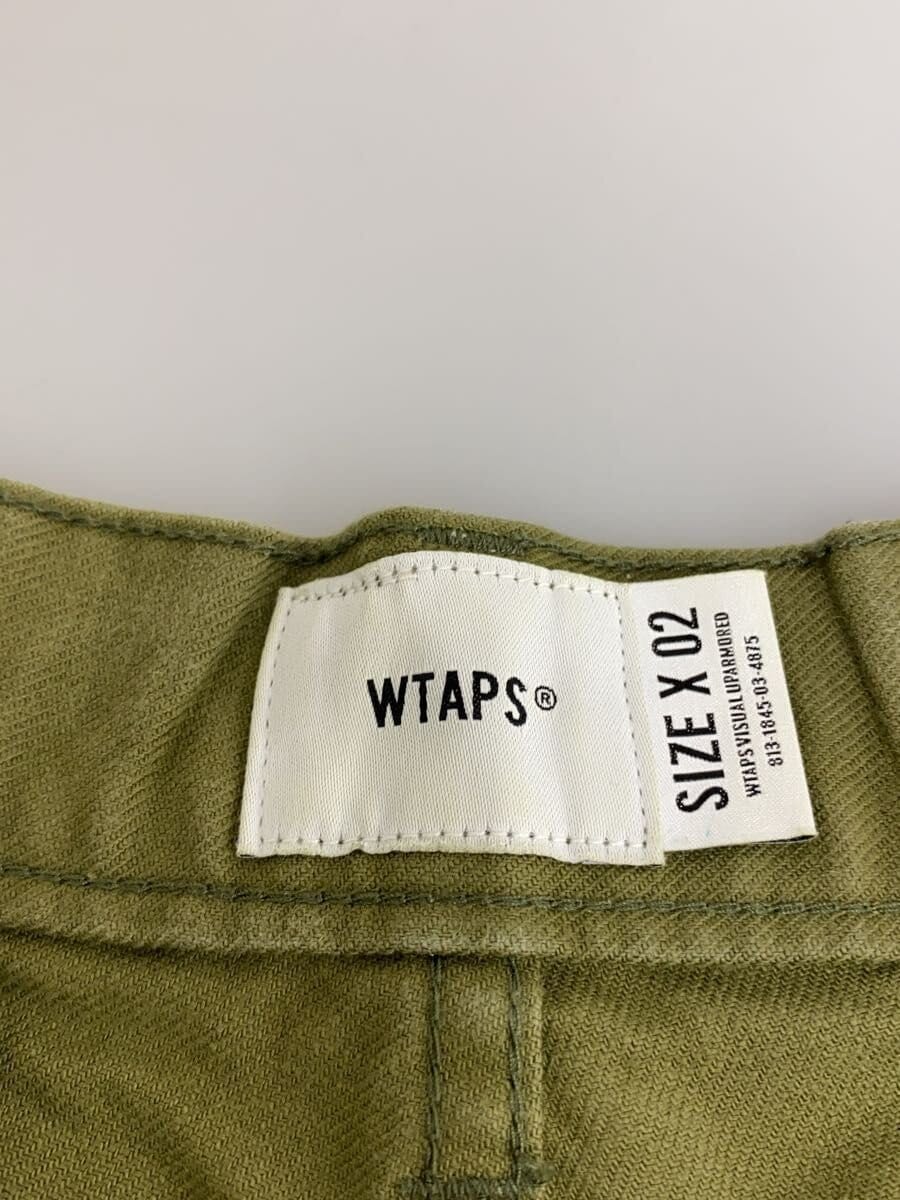 WTAPS®
SIZE X 02
WTAPS VISUAL UPARMORED
813-1845-03-4875